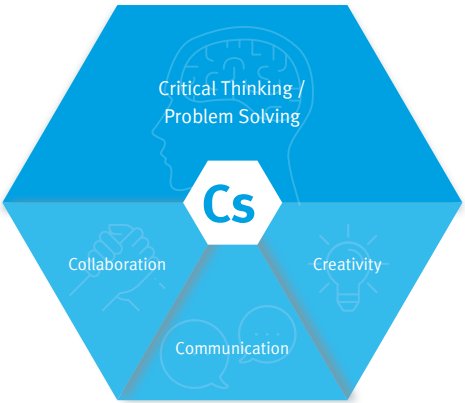 Critical Thinking /
Problem Solving
Cs
Collaboration
Creativity
Communication